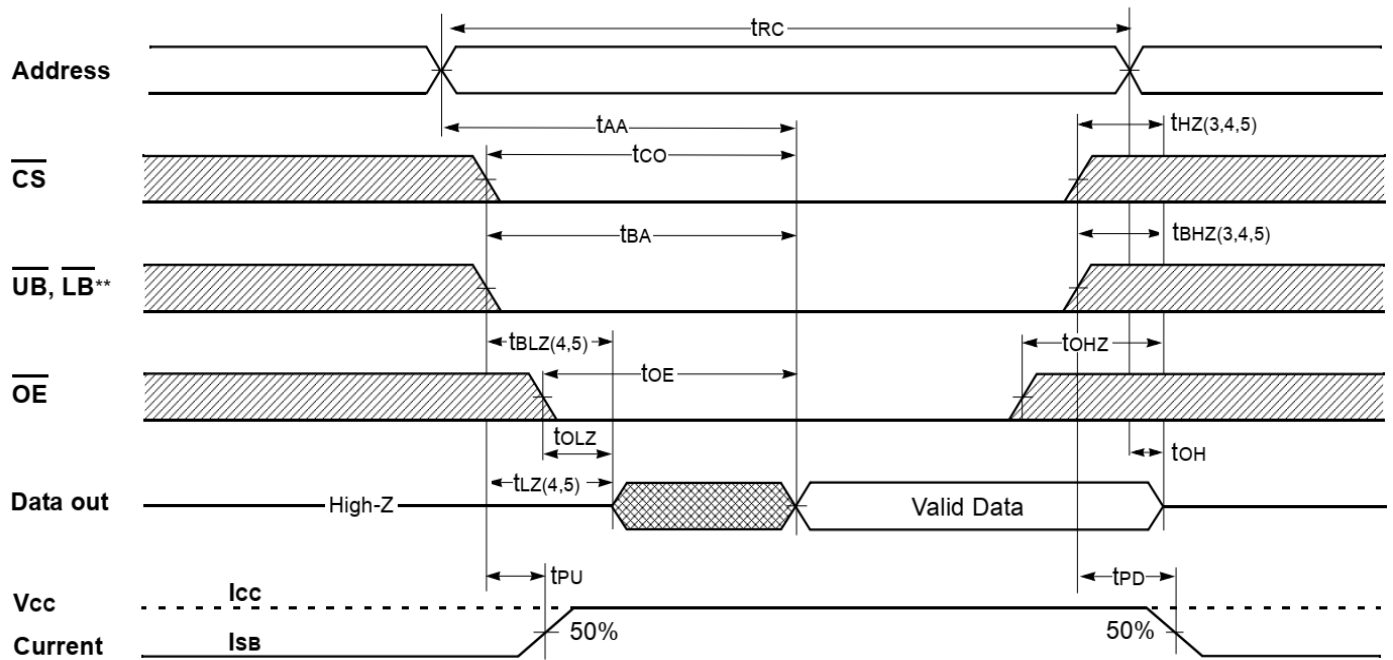 tRC
Address
tAA
tHZ(3,4,5)
tCO
CS
tBA
tBHZ(3,4,5)
UB, LB**
tBLZ(4,5)
tOHZ
tOE
OE
tOLZ
tOH
tLZ(4,5)
Data out
High-Z
Valid Data
tPU
tPD
ICC
VCC
50%
50%
ISB
Current